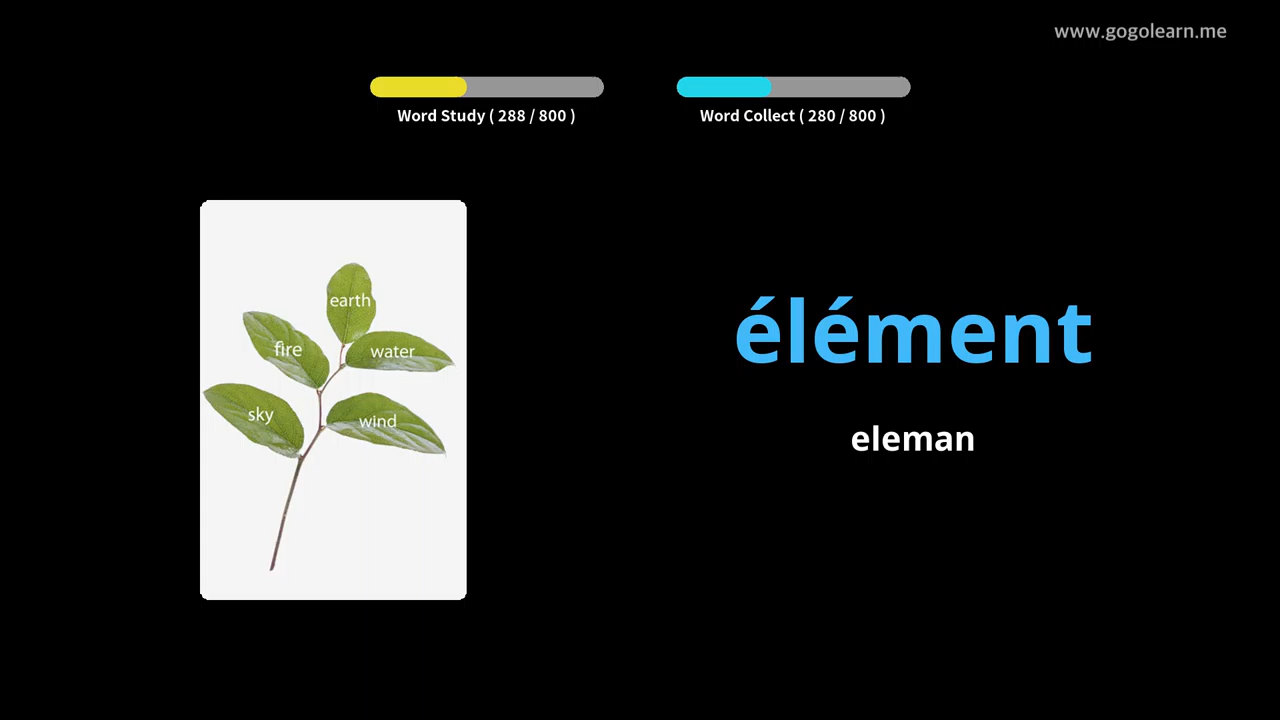 www.gogolearn.me
Word Study ( 288 / 800 )
Word Collect ( 280 / 800 )
earth
fire
water
sky
wind
élément
eleman